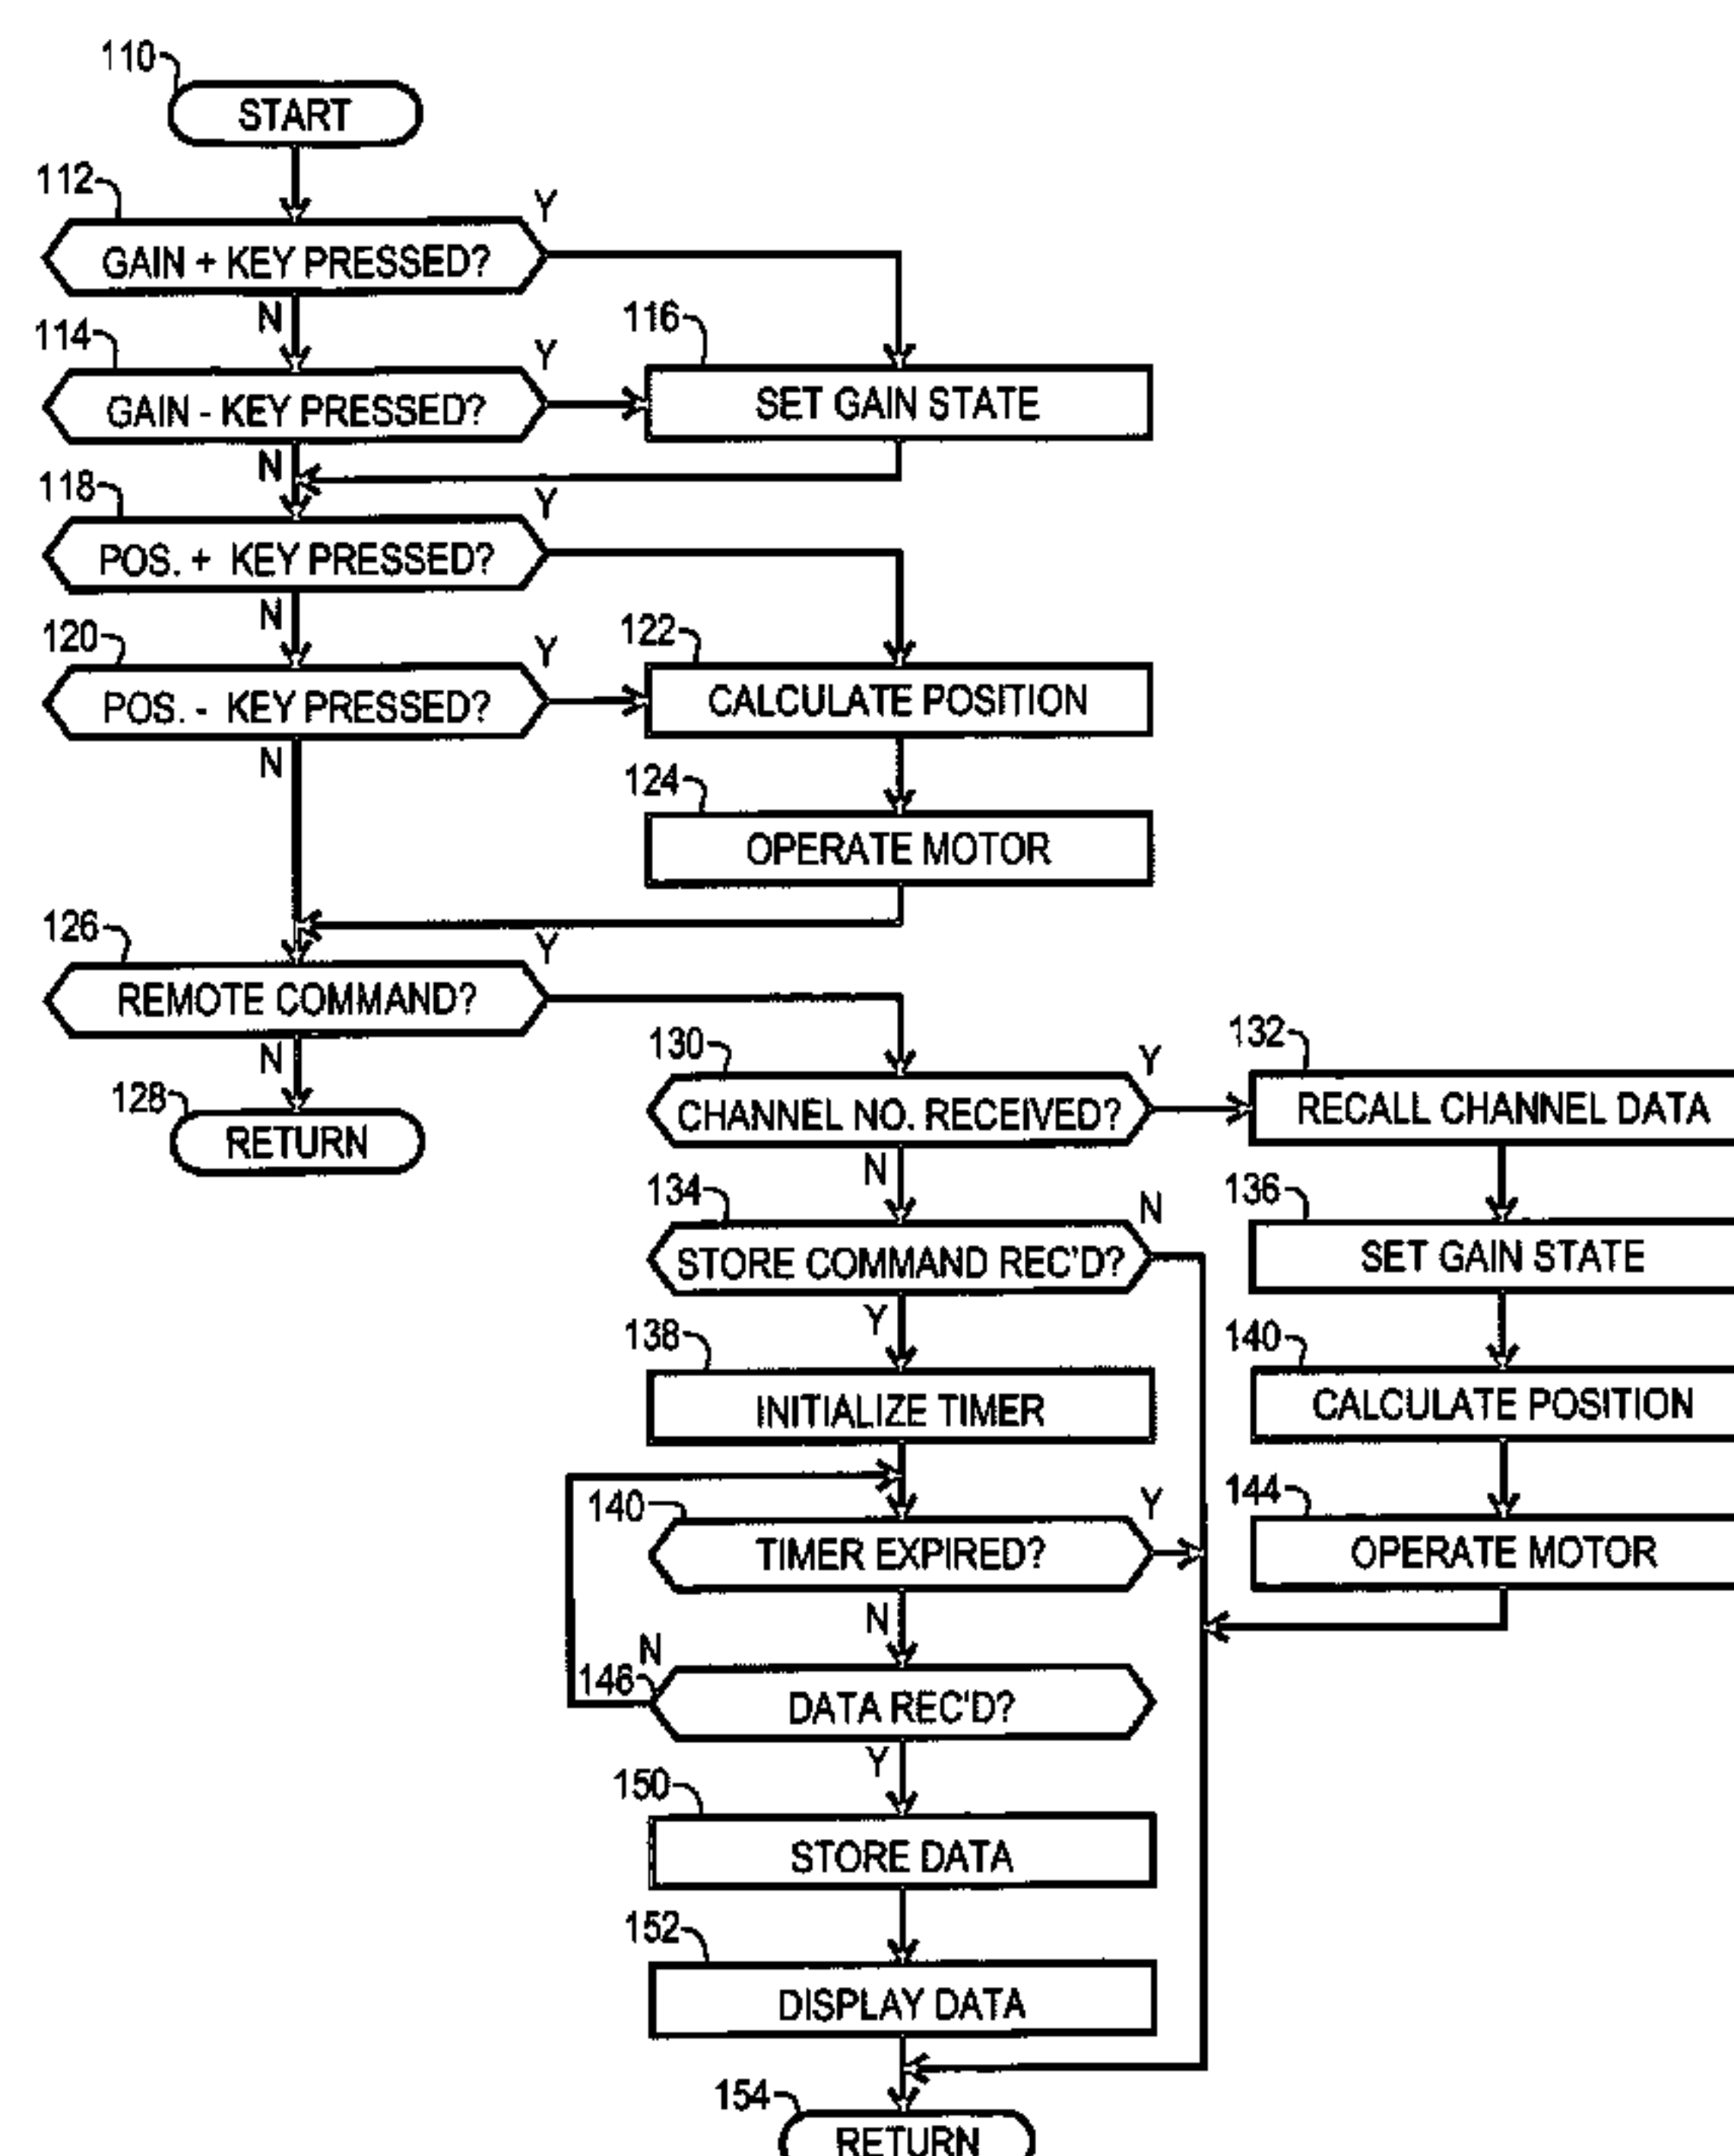 110
START
112
Y
GAIN + KEY PRESSED?
N
114
Y
116
GAIN - KEY PRESSED?
SET GAIN STATE
N
118
Y
POS. + KEY PRESSED?
N
120
Y
122
POS. - KEY PRESSED?
CALCULATE POSITION
N
124
OPERATE MOTOR
126
Y
REMOTE COMMAND?
N
128
RETURN
130
Y
132
CHANNEL NO. RECEIVED?
RECALL CHANNEL DATA
N
134
N
136
STORE COMMAND REC'D?
SET GAIN STATE
Y
138
140
INITIALIZE TIMER
CALCULATE POSITION
140
Y
144
TIMER EXPIRED?
OPERATE MOTOR
N
N
146
DATA REC'D?
Y
150
STORE DATA
152
DISPLAY DATA
154
RETURN